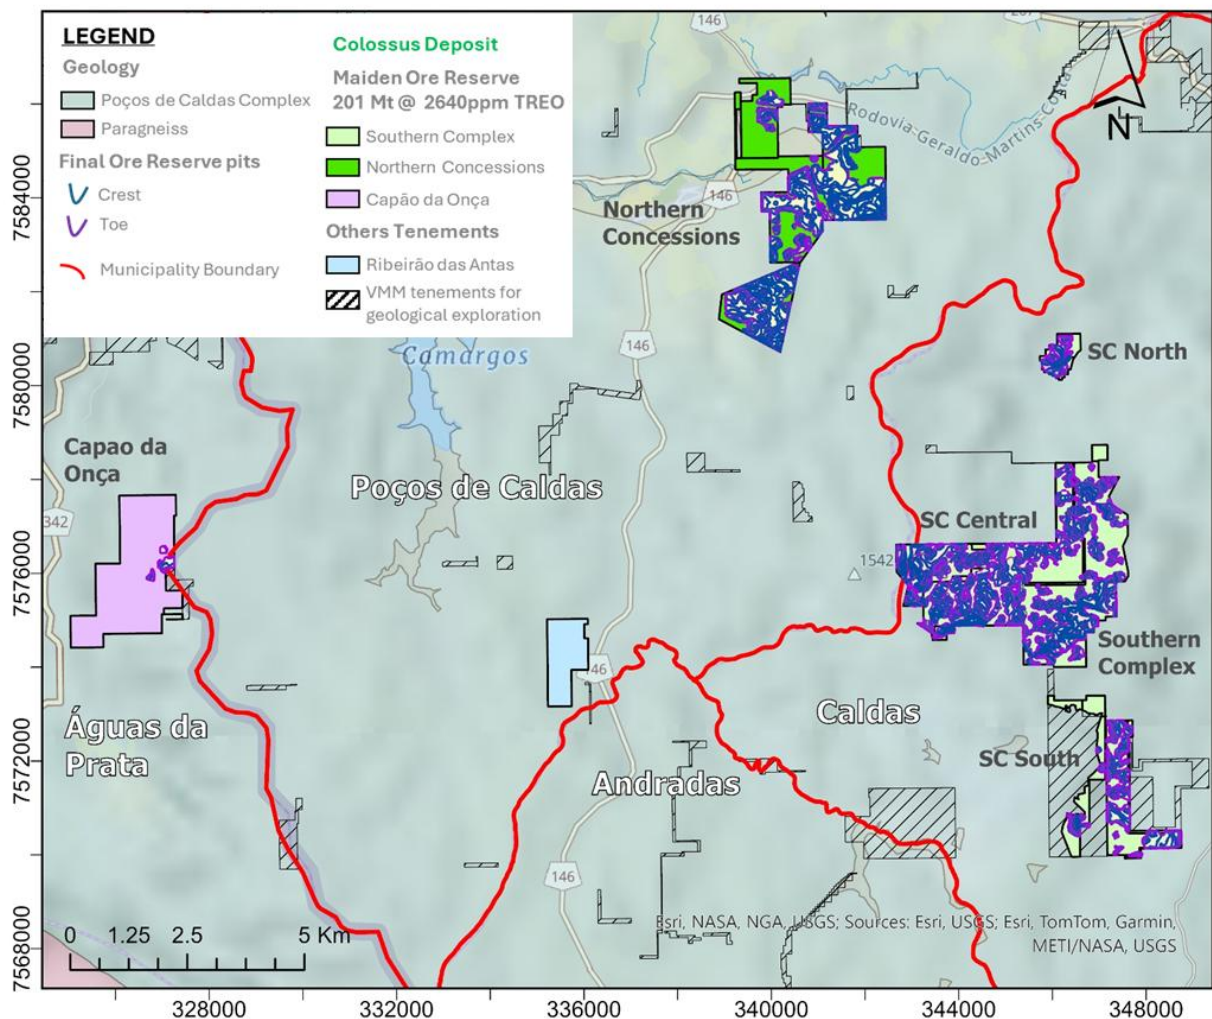 LEGEND
Geology
Poços de Caldas Complex
Paragneiss
Final Ore Reserve pits
Crest
Toe
Municipality Boundary
Colossus Deposit
Maiden Ore Reserve
201 Mt @ 2640ppm TREO
Southern Complex
Northern Concessions
Capão da Onça
Others Tenements
Ribeirão das Antas
VMM tenements for
geological exploration
146
Rodovia Geraldo Martins Costa
N
146
Northern
Concessions
146
SC North
Camargos
Capao da
Onça
Poços de Caldas
342
SC Central
1542
Southern
Complex
146
Águas da
Prata
Caldas
SC South
Andradas
146
Esri, NASA, NGA, USGS; Sources: Esri, USGS; Esri, TomTom, Garmin,
METI/NASA, USGS
0 1.25 2.5 5 Km
7584000
7580000
7576000
7572000
7568000
328000 332000 336000 340000 344000 348000